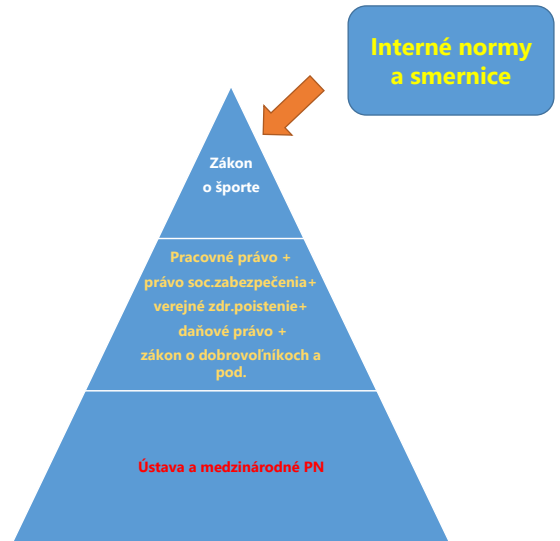 Interné normy
a smernice
Zákon
o športe
Pracovné právo +
právo soc.zabezpečenia+
verejné zdr.poistenie+
daňové právo +
zákon o dobrovoľníkoch a
pod.
Ústava a medzinárodné PN